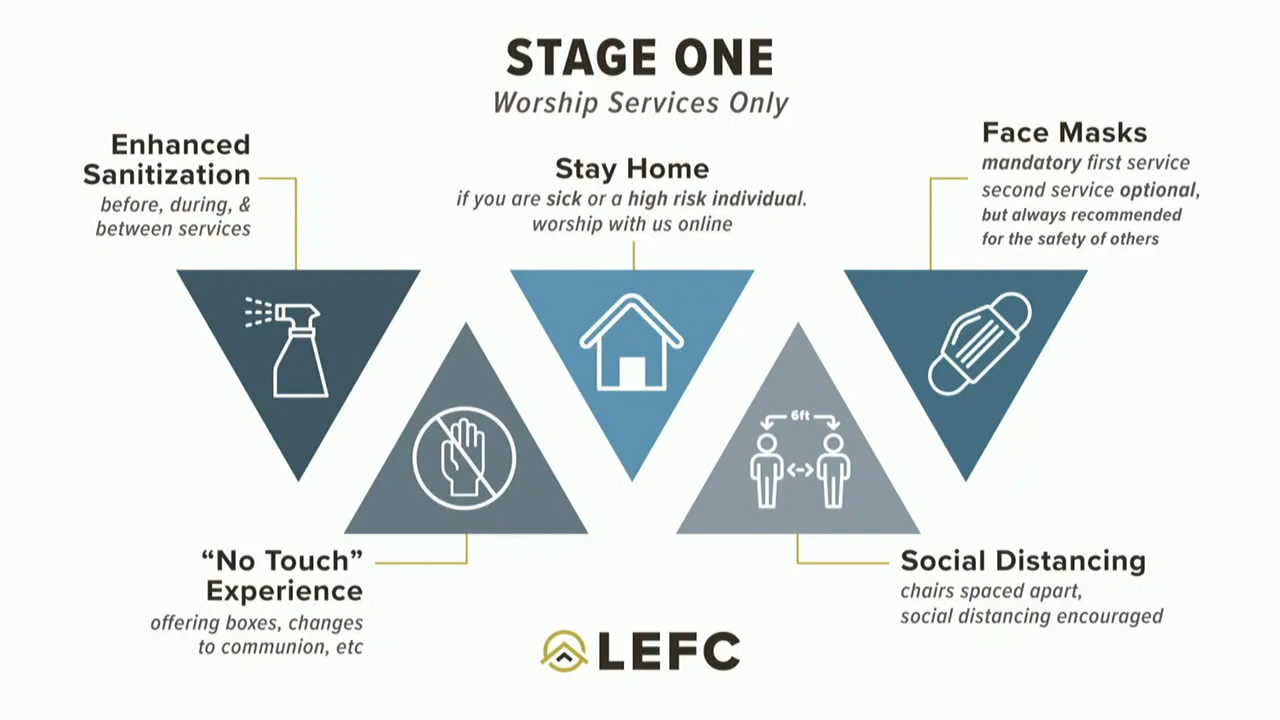 STAGE ONE
Worship Services Only
Enhanced
Sanitization
before, during, &
between services
Stay Home
if you are sick or a high risk individual.
worship with us online
Face Masks
mandatory first service
second service optional,
but always recommended
for the safety of others
6ft
“No Touch”
Experience
offering boxes, changes
to communion, etc
Social Distancing
chairs spaced apart,
social distancing encouraged
LEFC